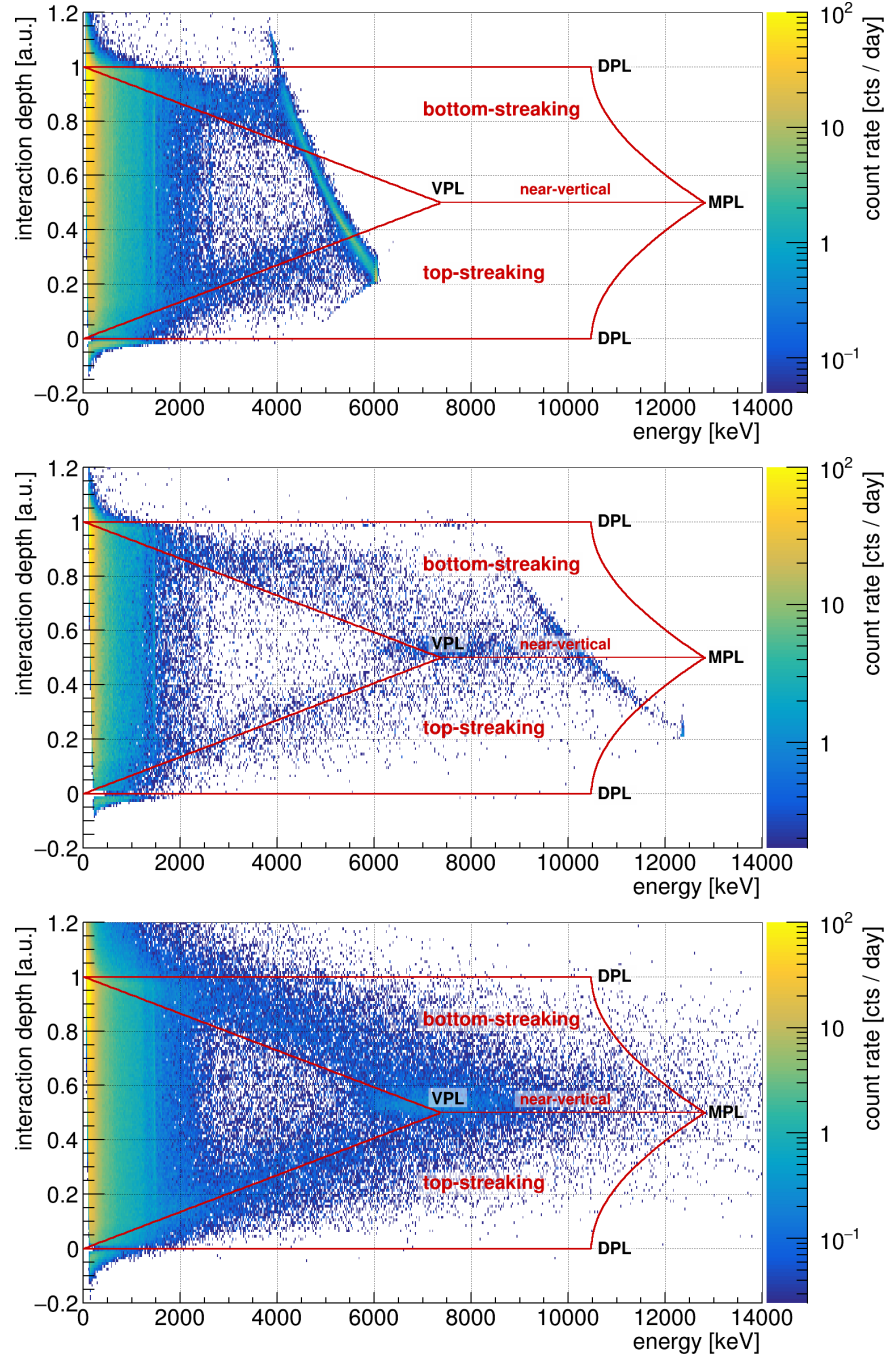 interaction depth [a.u.]
1.2
1
0.8
0.6
0.4
0.2
0
−0.2
DPL
bottom-streaking
VPL
near-vertical
MPL
top-streaking
DPL
0 2000 4000 6000 8000 10000 12000 14000
energy [keV]
10²
10
1
10⁻¹
count rate [cts / day]
interaction depth [a.u.]
1.2
1
0.8
0.6
0.4
0.2
0
−0.2
DPL
bottom-streaking
VPL
near-vertical
MPL
top-streaking
DPL
0 2000 4000 6000 8000 10000 12000 14000
energy [keV]
10²
10
1
count rate [cts / day]
interaction depth [a.u.]
1.2
1
0.8
0.6
0.4
0.2
0
−0.2
DPL
bottom-streaking
VPL
near-vertical
MPL
top-streaking
DPL
0 2000 4000 6000 8000 10000 12000 14000
energy [keV]
10²
10
1
10⁻¹
count rate [cts / day]